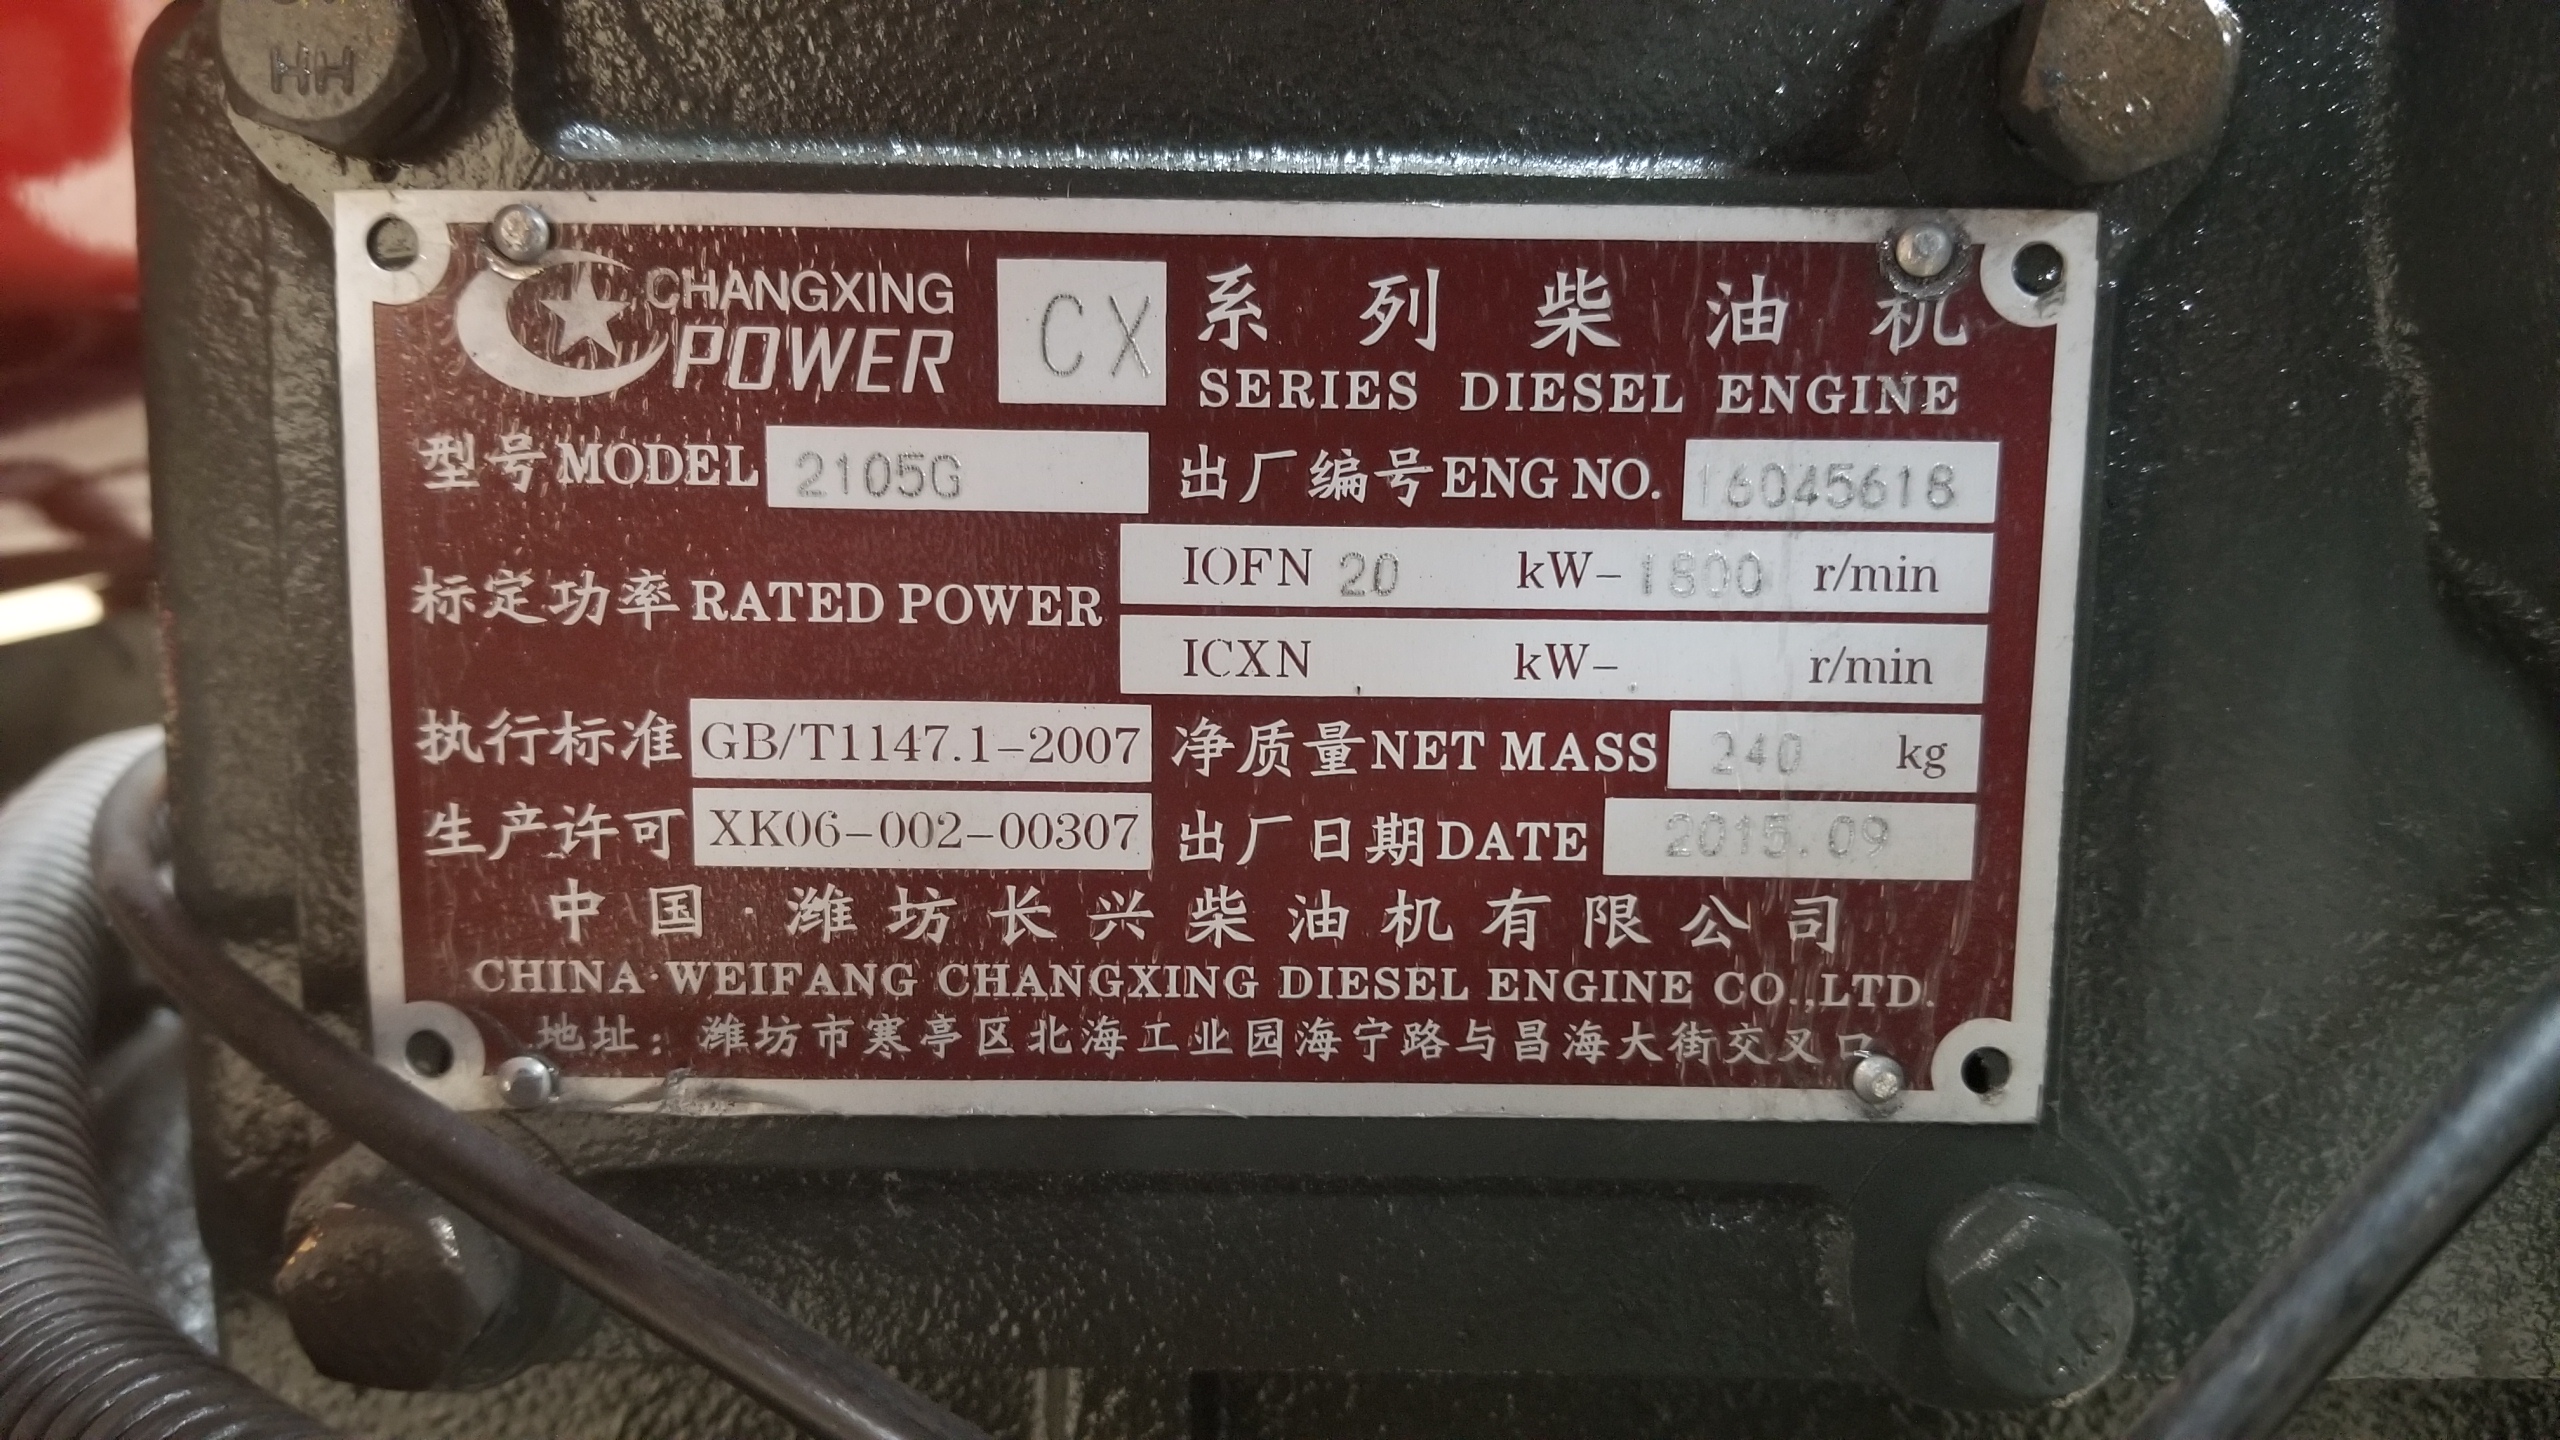 HH
CHANGXING
POWER
CX
系列柴油机
SERIES DIESEL ENGINE
型号MODEL 2105G
出厂编号ENG NO. 16045618
标定功率RATED POWER
IOFN 20 kW- 1800 r/min
ICXN kW- r/min
执行标准 GB/T1147.1-2007
净质量NET MASS 240 kg
生产许可 XK06-002-00307
出厂日期DATE 2015.09
中国·潍坊长兴柴油机有限公司
CHINA·WEIFANG CHANGXING DIESEL ENGINE CO.,LTD.
地址：潍坊市寒亭区北海工业园海宁路与昌海大街交叉口